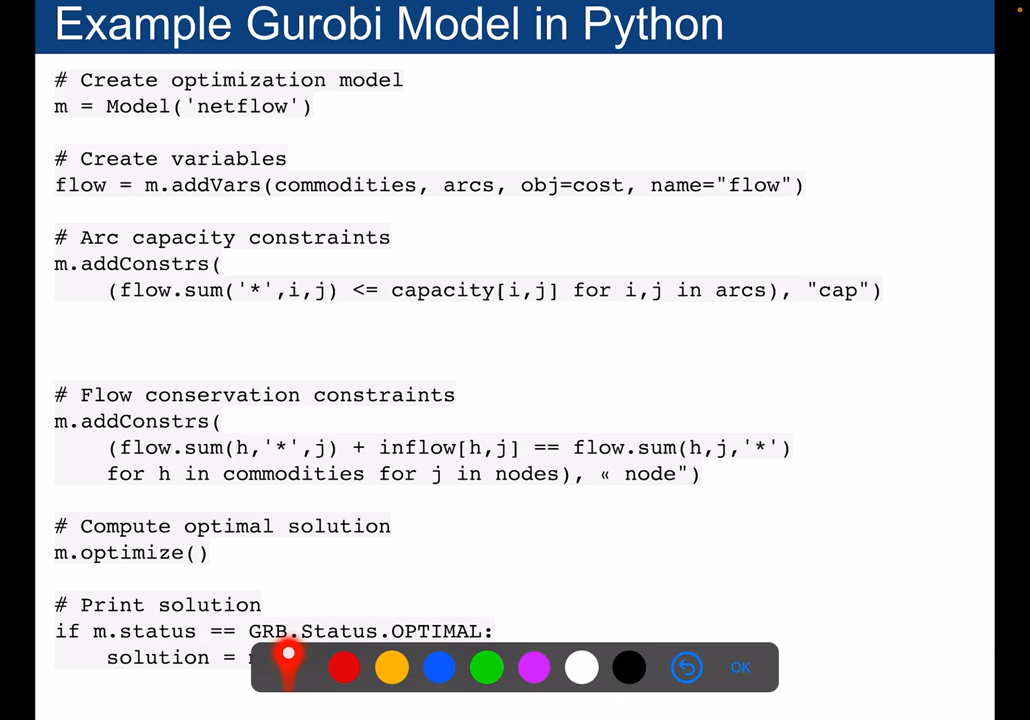 Example Gurobi Model in Python
# Create optimization model
m = Model('netflow')
# Create variables
flow = m.addVars(commodities, arcs, obj=cost, name="flow")
# Arc capacity constraints
m.addConstrs(
(flow.sum('*',i,j) <= capacity[i,j] for i,j in arcs), "cap")
# Flow conservation constraints
m.addConstrs(
(flow.sum(h,'*',j) + inflow[h,j] == flow.sum(h,j,'*')
for h in commodities for j in nodes), « node")
# Compute optimal solution
m.optimize()
# Print solution
if m.status == GRB.Status.OPTIMAL:
solution =
OK